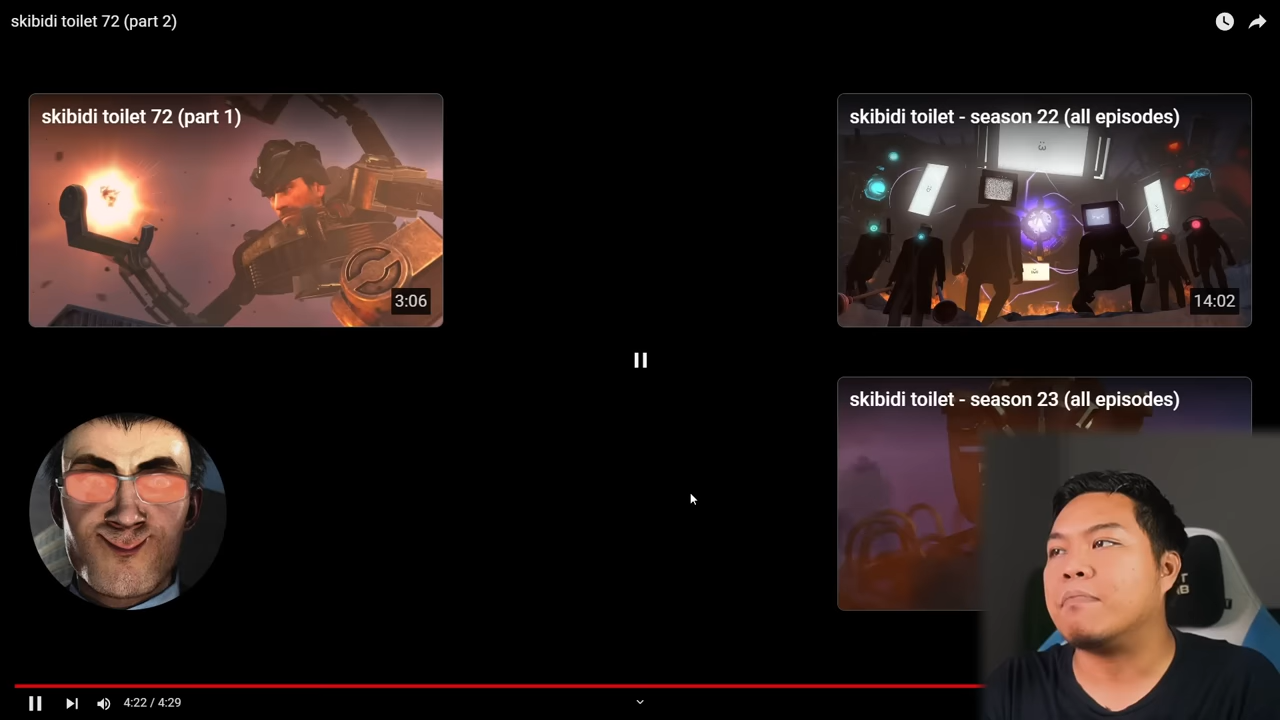 skibidi toilet 72 (part 2)
skibidi toilet 72 (part 1)
3:06
skibidi toilet - season 22 (all episodes)
14:02
skibidi toilet - season 23 (all episodes)
4:22 / 4:29